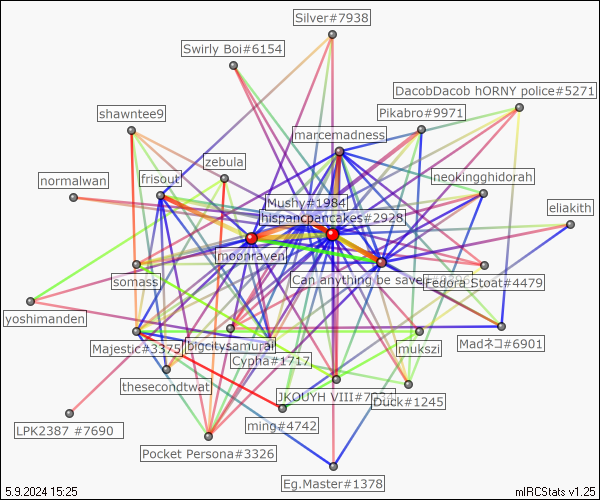 Silver#7938
Swirly Boi#6154
DacobDacob hORNY police#5271
shawntee9
Pikabro#9971
marcemadness
zebula
normalwan
frisout
neokingghidorah
Mushy#1984
eliakith
hispancpancakes#2928
moonraven
somass
Can anything be save
Fedora Stoat#4479
yoshimanden
Majestic#3375
bigcitysamurai
mukszi
Madネコ#6901
Cypha#1717
thesecondtwat
JKOUYH VIII#7
Duck#1245
LPK2387 #7690
ming#4742
Pocket Persona#3326
Eg.Master#1378
5.9.2024 15:25
mIRCStats v1.25